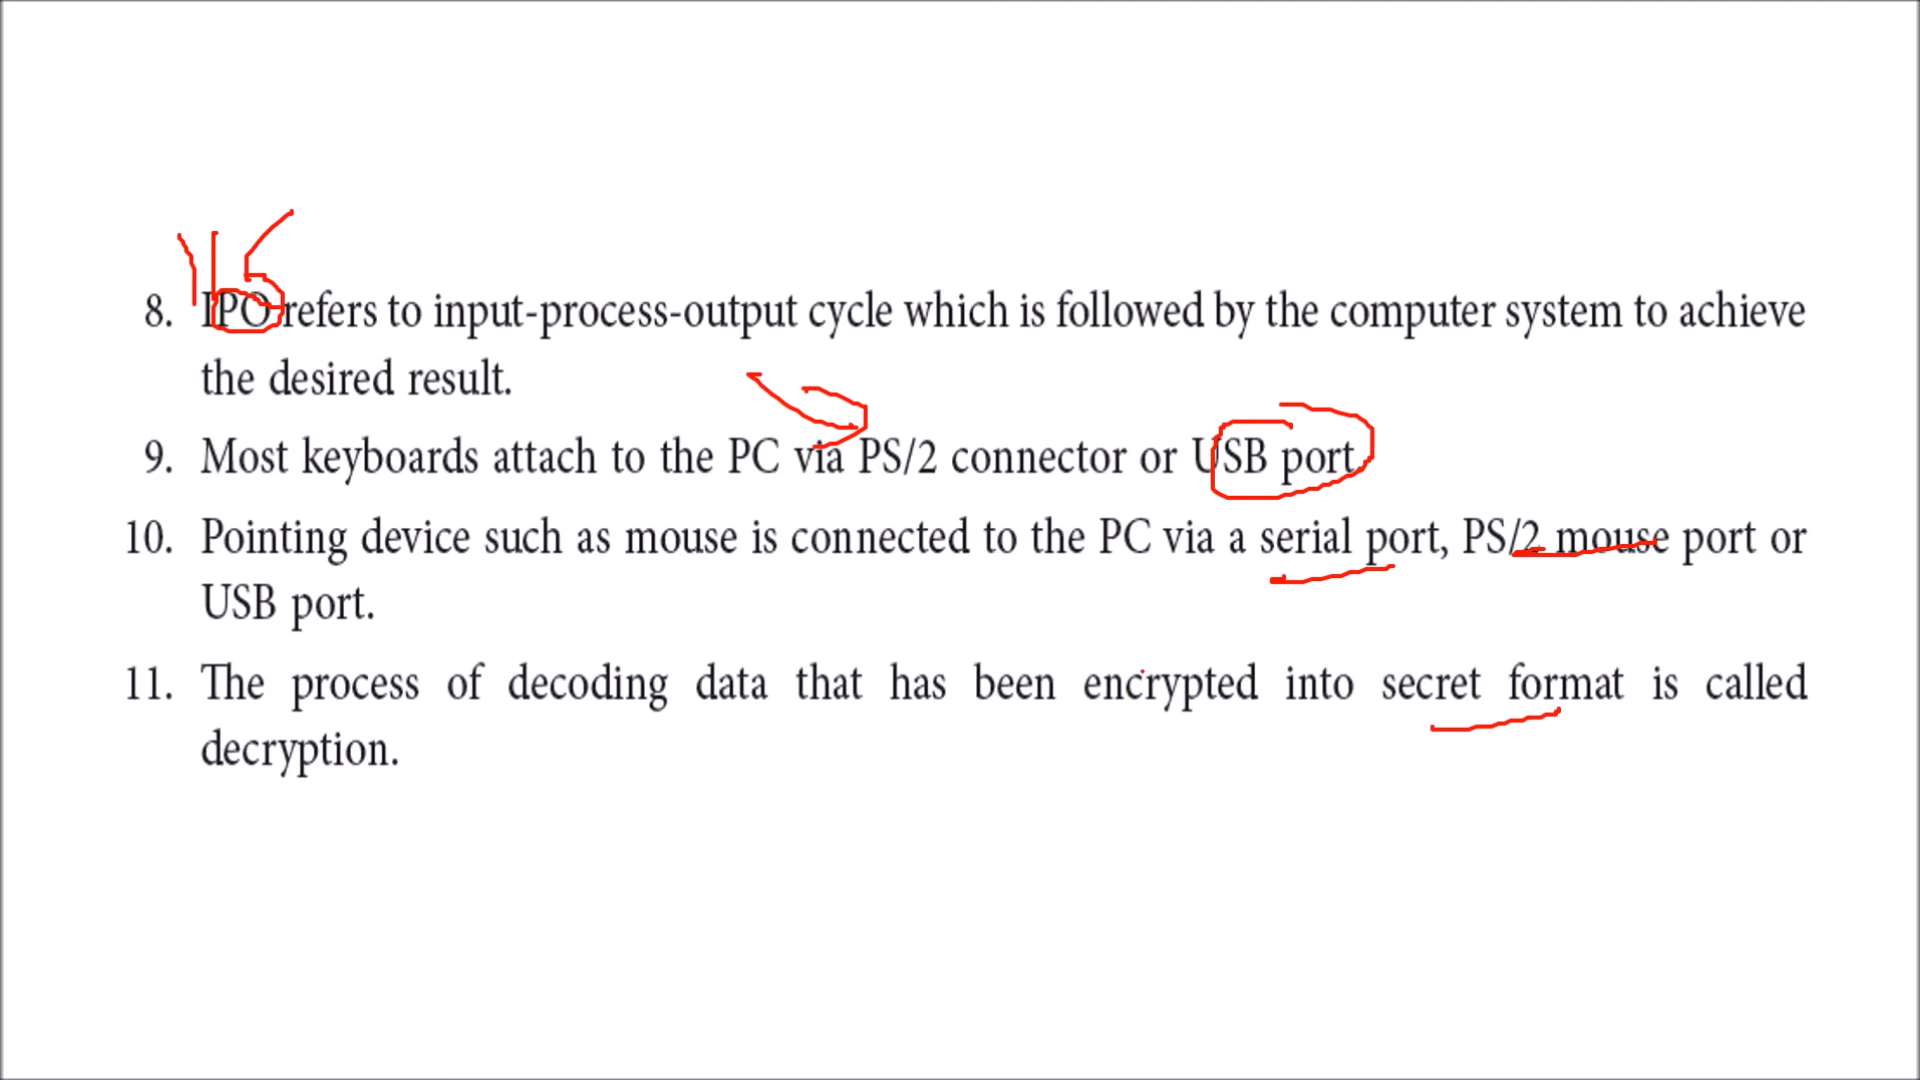 8. IPO refers to input-process-output cycle which is followed by the computer system to achieve
the desired result.
9. Most keyboards attach to the PC via PS/2 connector or USB port.
10. Pointing device such as mouse is connected to the PC via a serial port, PS/2 mouse port or
USB port.
11. The process of decoding data that has been encrypted into secret format is called
decryption.